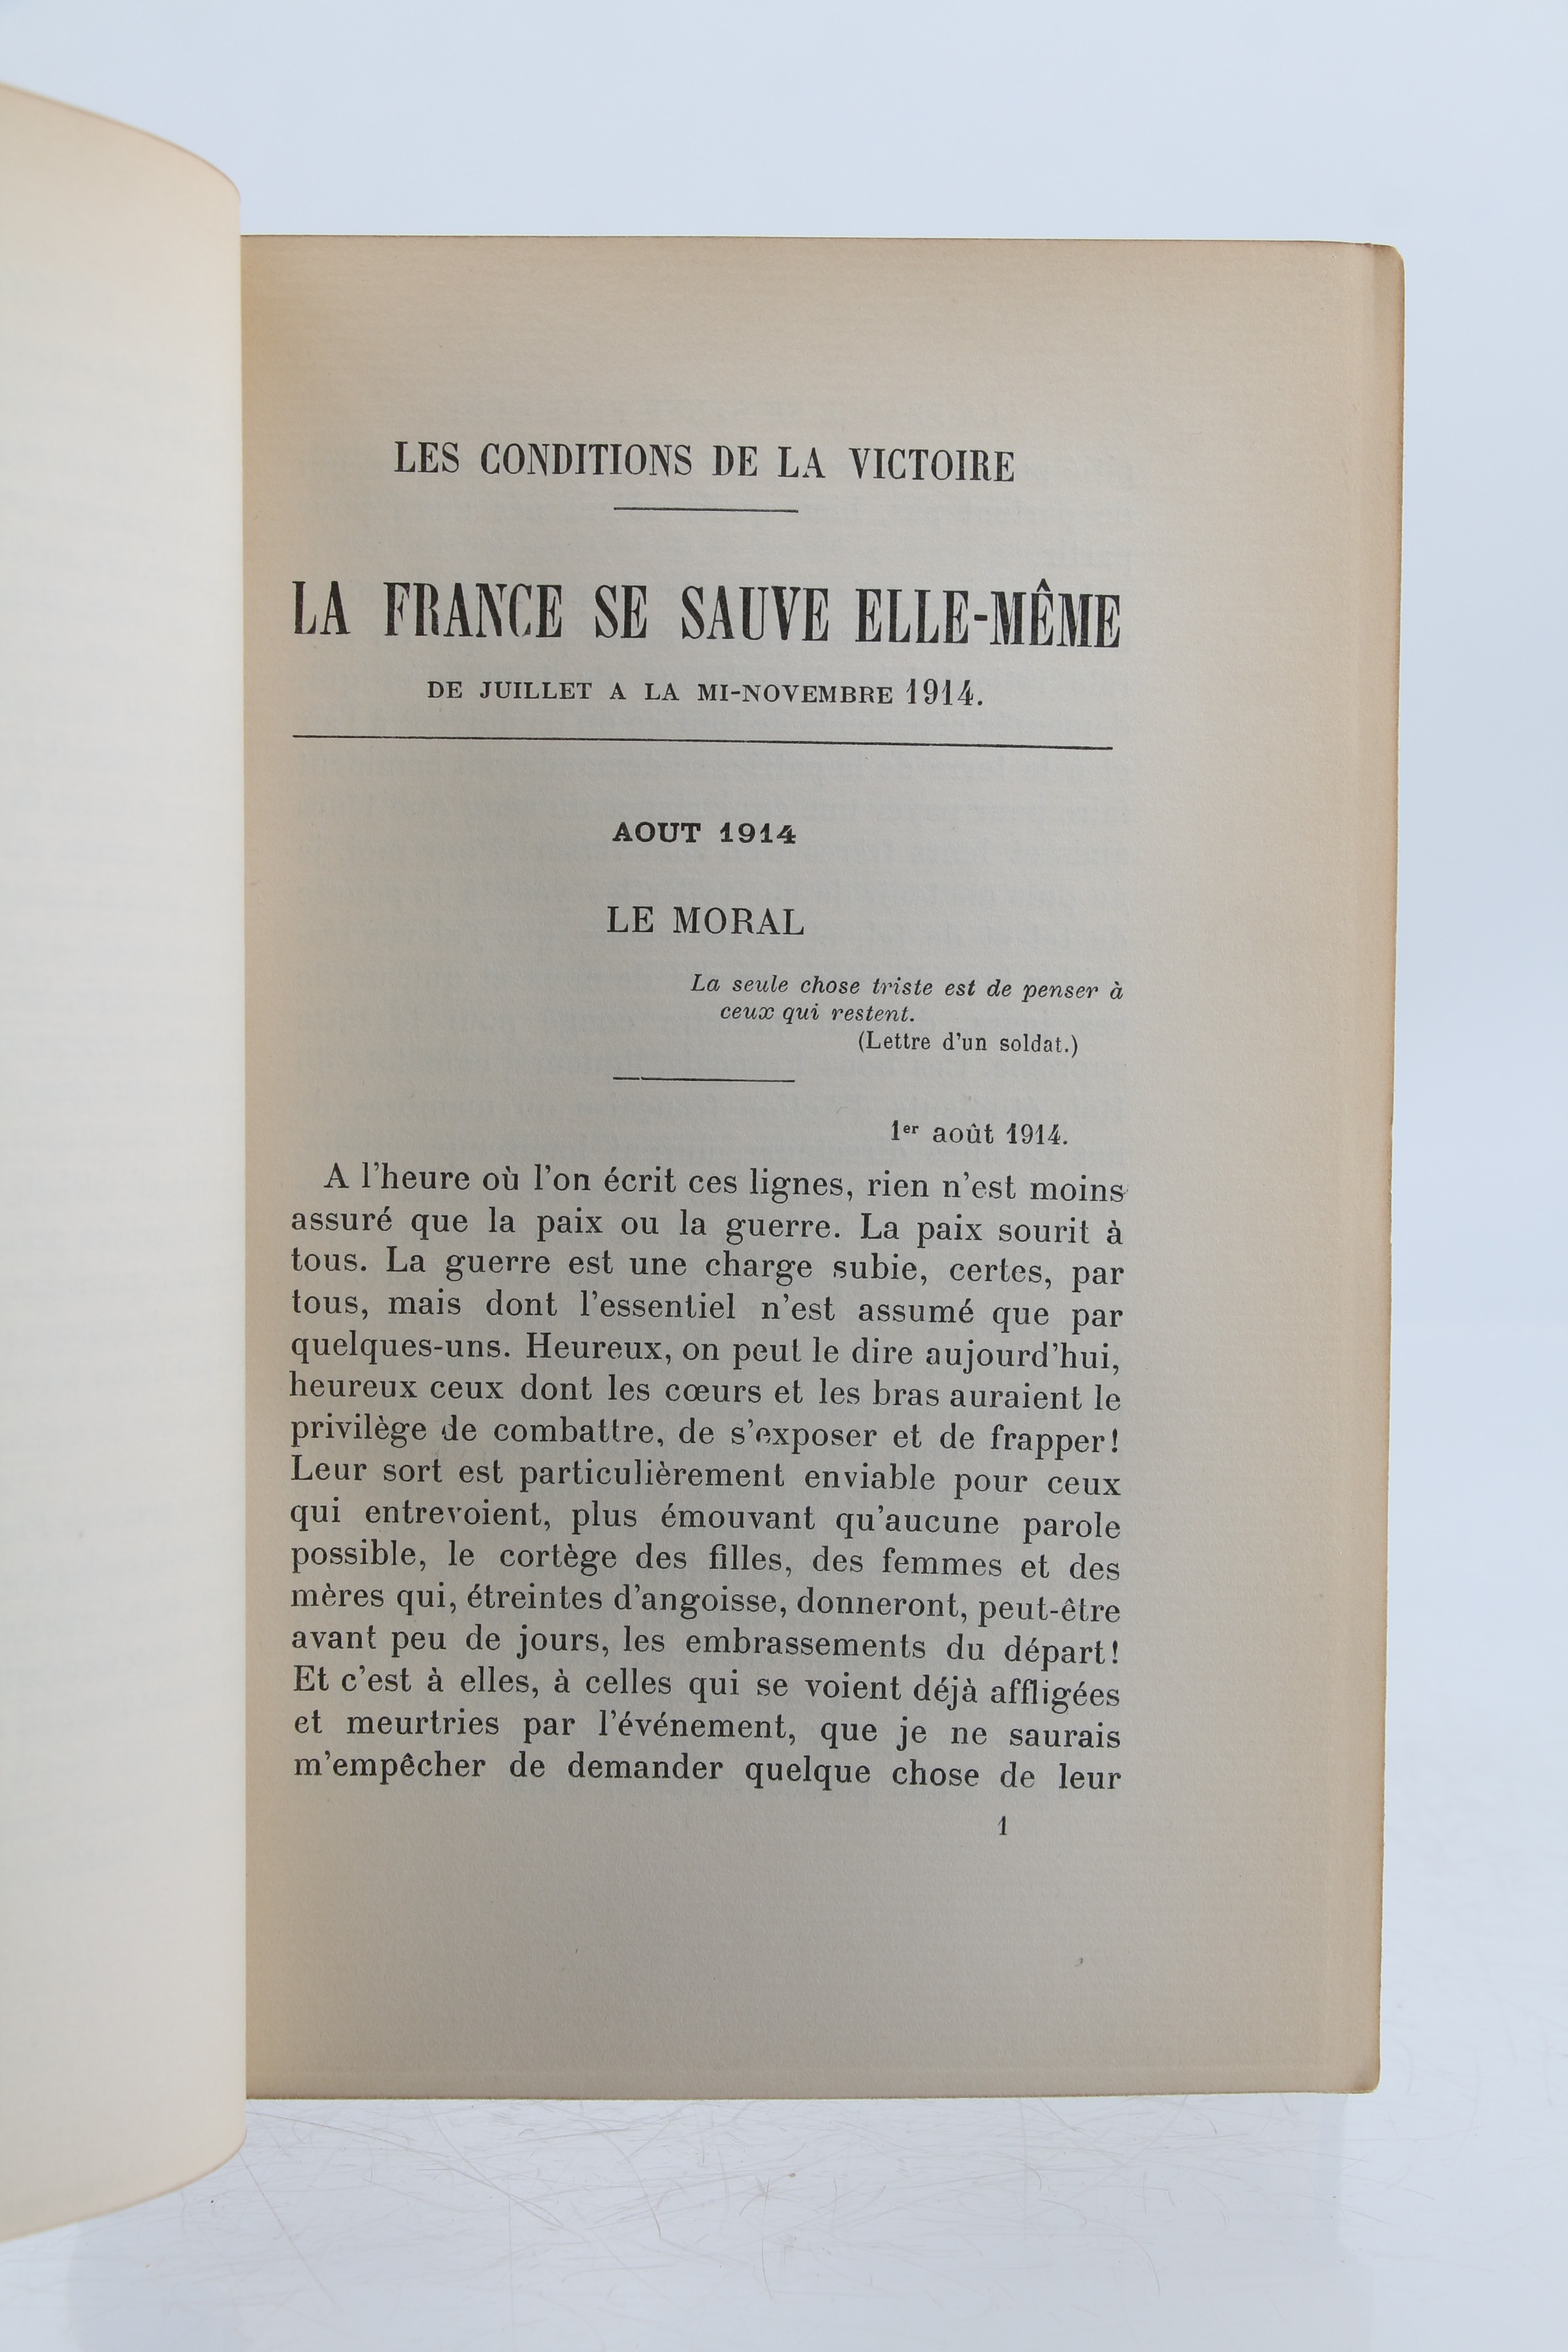 LES CONDITIONS DE LA VICTOIRE
LA FRANCE SE SAUVE ELLE-MÊME
DE JUILLET A LA MI-NOVEMBRE 1914.
AOUT 1914
LE MORAL
La seule chose triste est de penser à
ceux qui restent.
(Lettre d'un soldat.)
1er août 1914.
A l'heure où l'on écrit ces lignes, rien n'est moins
assuré que la paix ou la guerre. La paix sourit à
tous. La guerre est une charge subie, certes, par
tous, mais dont l'essentiel n'est assumé que par
quelques-uns. Heureux, on peut le dire aujourd'hui,
heureux ceux dont les cœurs et les bras auraient le
privilège de combattre, de s'exposer et de frapper!
Leur sort est particulièrement enviable pour ceux
qui entrevoient, plus émouvant qu'aucune parole
possible, le cortège des filles, des femmes et des
mères qui, étreintes d'angoisse, donneront, peut-être
avant peu de jours, les embrassements du départ!
Et c'est à elles, à celles qui se voient déjà affligées
et meurtries par l'événement, que je ne saurais
m'empêcher de demander quelque chose de leur
1